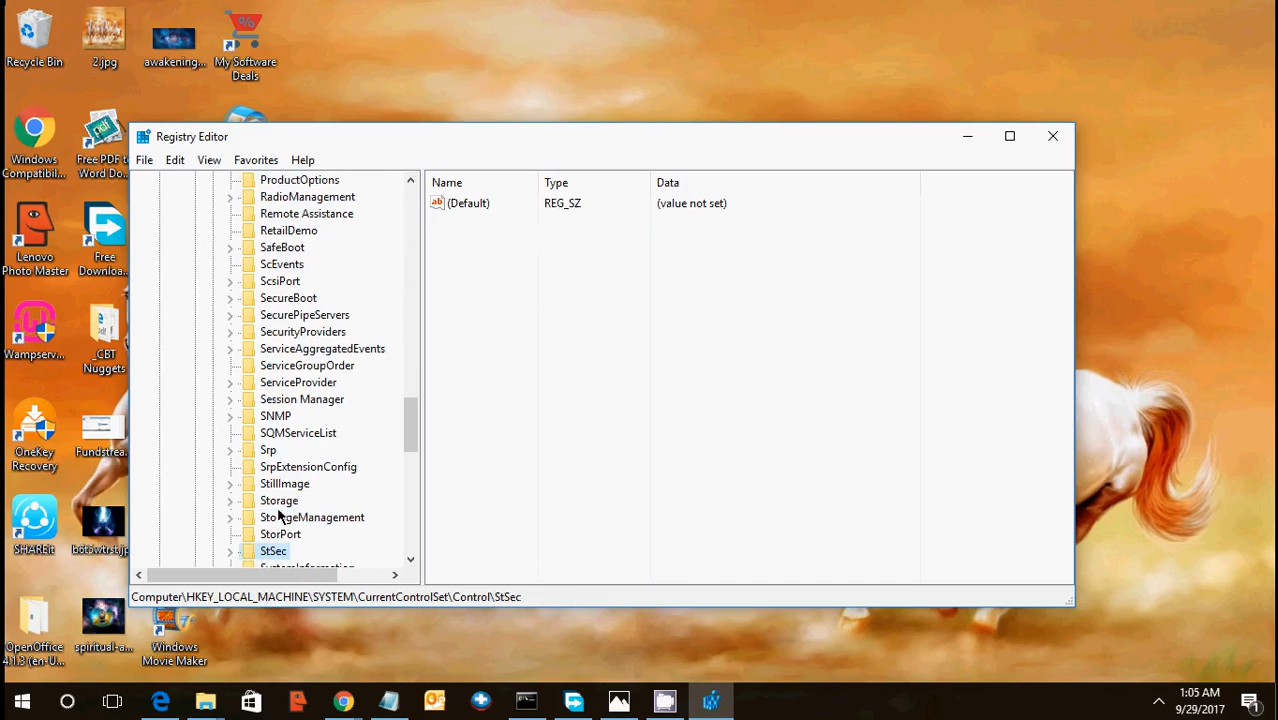 Recycle Bin
2.jpg
awakening...
My Software
Deals
Windows
Compatibil...
Free PDF to
Word Do...
Lenovo
Photo Master
Free
Downloa...
Wampserv...
_CBT
Nuggets
OneKey
Recovery
Fundstrea...
SHAREit
OpenOffice
4.1.3 (en-U...
spiritual-a...
Windows
Movie Maker
Registry Editor
File Edit View Favorites Help
ProductOptions
RadioManagement
Remote Assistance
RetailDemo
SafeBoot
ScEvents
ScsiPort
SecureBoot
SecurePipeServers
SecurityProviders
ServiceAggregatedEvents
ServiceGroupOrder
ServiceProvider
Session Manager
SNMP
SQMServiceList
Srp
SrpExtensionConfig
StillImage
Storage
StorageManagement
StorPort
StSec
SystemInformation
Name Type Data
(Default) REG_SZ (value not set)
Computer\HKEY_LOCAL_MACHINE\SYSTEM\CurrentControlSet\Control\StSec
1:05 AM
9/29/2017